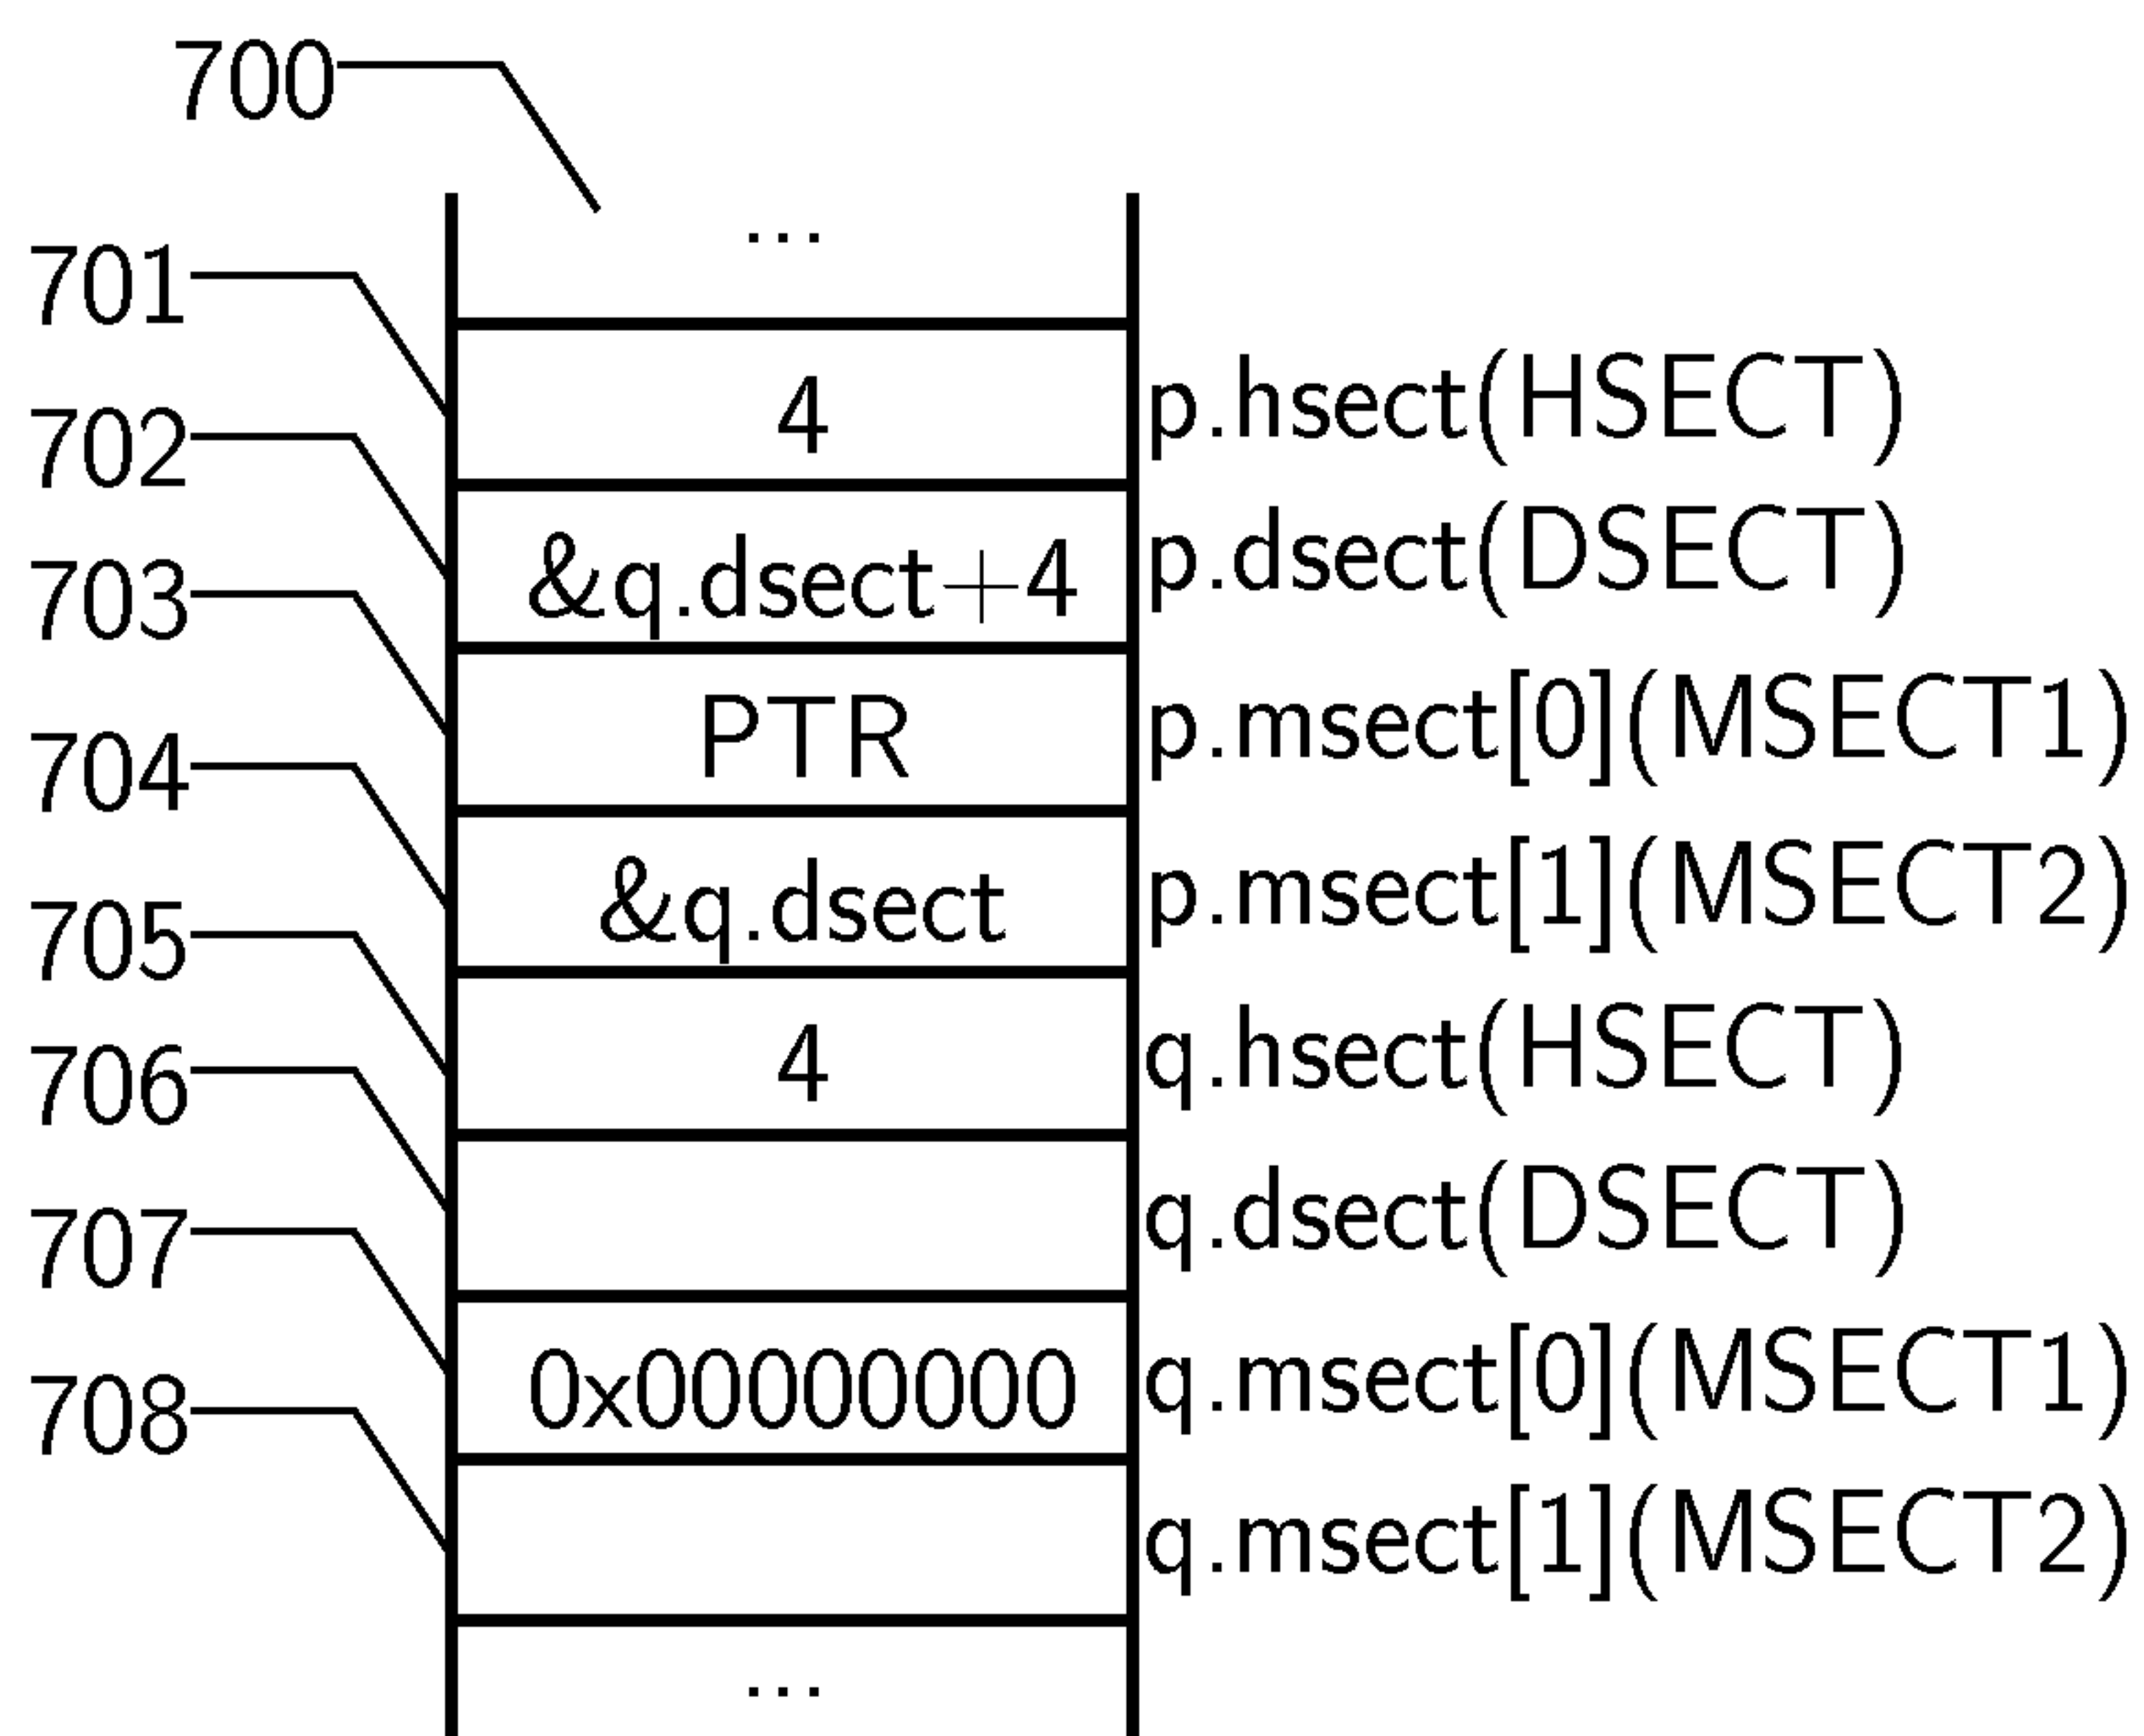 700
...
701
4 p.hsect(HSECT)
702
&q.dsect+4 p.dsect(DSECT)
703
PTR p.msect[0](MSECT1)
704
&q.dsect p.msect[1](MSECT2)
705
4 q.hsect(HSECT)
706
q.dsect(DSECT)
707
0x00000000 q.msect[0](MSECT1)
708
q.msect[1](MSECT2)
...